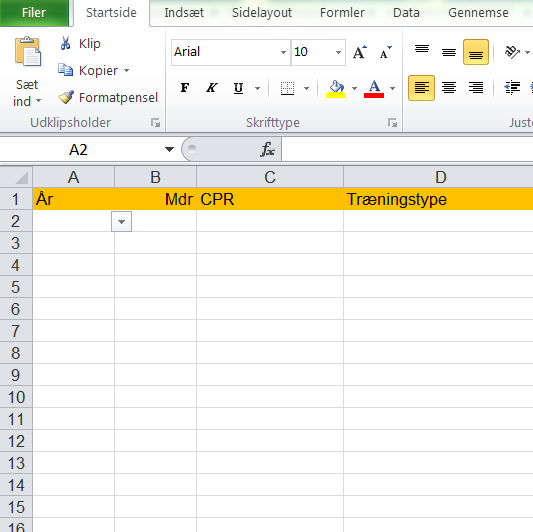 Filer Startside Indsæt Sidelayout Formler Data Gennemse
Sæt ind
Klip
Kopier
Formatpensel
Udklipsholder
Arial 10 A A
F K U A
Skrifttype
Juste
A2 fx
A B C D
1 År Mdr CPR Træningstype
2
3
4
5
6
7
8
9
10
11
12
13
14
15
16